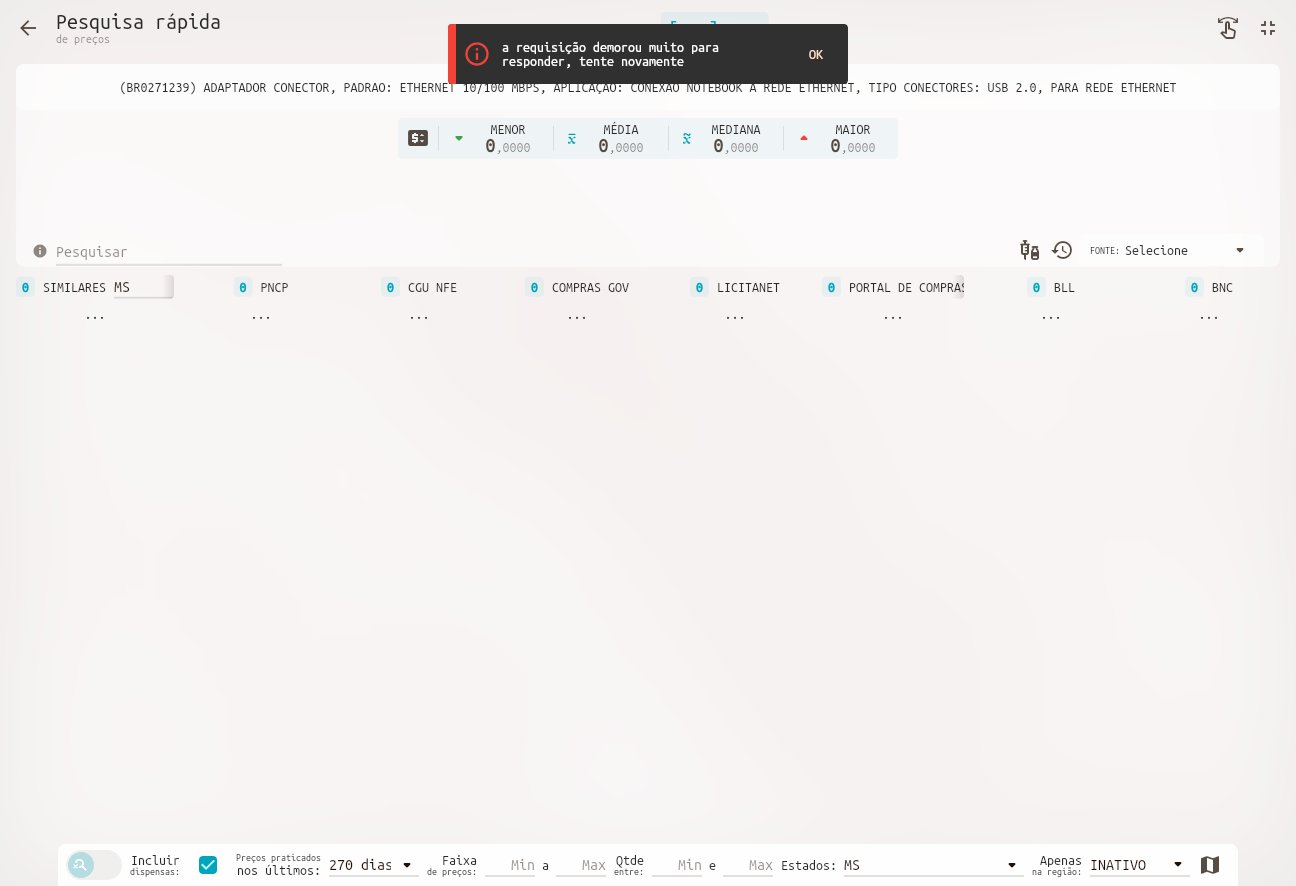 Pesquisa rápida
de preços
a requisição demorou muito para
responder, tente novamente
OK
(BR0271239) ADAPTADOR CONECTOR, PADRAO: ETHERNET 10/100 MBPS, APLICAÇAO: CONEXAO NOTEBOOK A REDE ETHERNET, TIPO CONECTORES: USB 2.0, PARA REDE ETHERNET
MENOR
0,0000
x̄ MÉDIA
0,0000
x̃ MEDIANA
0,0000
MAIOR
0,0000
Pesquisar
FONTE: Selecione
0 SIMILARES MS 0 PNCP 0 CGU NFE 0 COMPRAS GOV 0 LICITANET 0 PORTAL DE COMPRAS 0 BLL 0 BNC
... ... ... ... ... ... ... ...
Incluir
dispensas:
Preços praticados
nos últimos: 270 dias
Faixa
de preços: Min a Max
Qtde
entre: Min e Max
Estados: MS
Apenas
na região: INATIVO